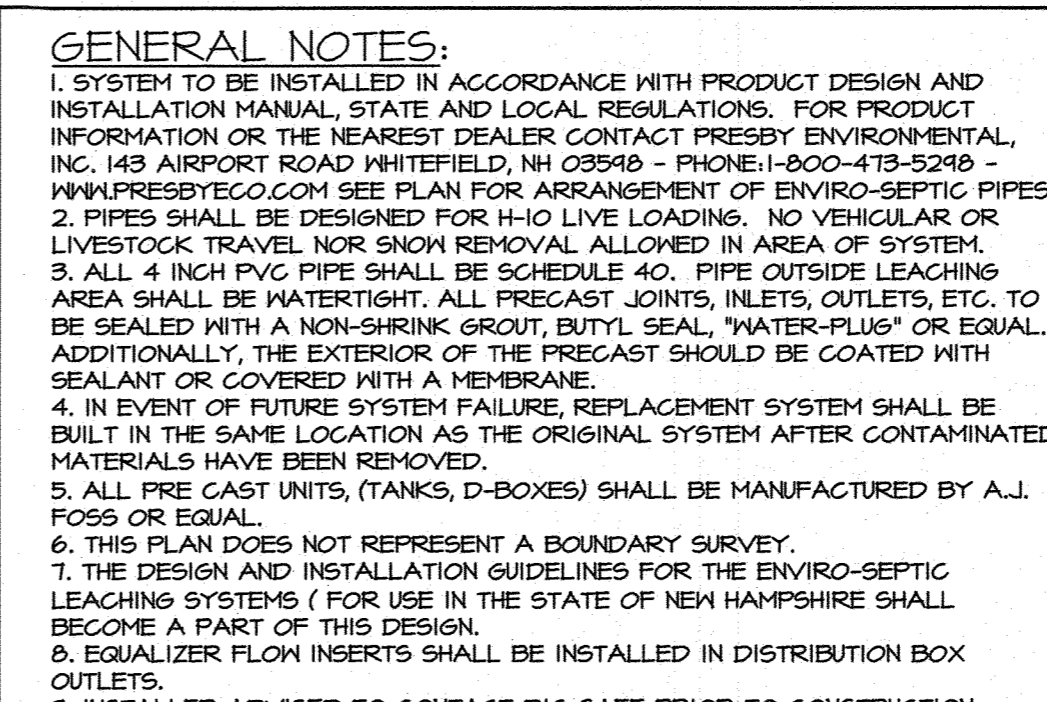 GENERAL NOTES:
1. SYSTEM TO BE INSTALLED IN ACCORDANCE WITH PRODUCT DESIGN AND
INSTALLATION MANUAL, STATE AND LOCAL REGULATIONS. FOR PRODUCT
INFORMATION OR THE NEAREST DEALER CONTACT PRESBY ENVIRONMENTAL,
INC. 143 AIRPORT ROAD WHITEFIELD, NH 03598 - PHONE:1-800-473-5298 -
WWW.PRESBYECO.COM SEE PLAN FOR ARRANGEMENT OF ENVIRO-SEPTIC PIPES
2. PIPES SHALL BE DESIGNED FOR H-10 LIVE LOADING. NO VEHICULAR OR
LIVESTOCK TRAVEL NOR SNOW REMOVAL ALLOWED IN AREA OF SYSTEM.
3. ALL 4 INCH PVC PIPE SHALL BE SCHEDULE 40. PIPE OUTSIDE LEACHING
AREA SHALL BE WATERTIGHT. ALL PRECAST JOINTS, INLETS, OUTLETS, ETC. TO
BE SEALED WITH A NON-SHRINK GROUT, BUTYL SEAL, "WATER-PLUG" OR EQUAL.
ADDITIONALLY, THE EXTERIOR OF THE PRECAST SHOULD BE COATED WITH
SEALANT OR COVERED WITH A MEMBRANE.
4. IN EVENT OF FUTURE SYSTEM FAILURE, REPLACEMENT SYSTEM SHALL BE
BUILT IN THE SAME LOCATION AS THE ORIGINAL SYSTEM AFTER CONTAMINATED
MATERIALS HAVE BEEN REMOVED.
5. ALL PRE CAST UNITS, (TANKS, D-BOXES) SHALL BE MANUFACTURED BY A.J.
FOSS OR EQUAL.
6. THIS PLAN DOES NOT REPRESENT A BOUNDARY SURVEY.
7. THE DESIGN AND INSTALLATION GUIDELINES FOR THE ENVIRO-SEPTIC
LEACHING SYSTEMS ( FOR USE IN THE STATE OF NEW HAMPSHIRE SHALL
BECOME A PART OF THIS DESIGN.
8. EQUALIZER FLOW INSERTS SHALL BE INSTALLED IN DISTRIBUTION BOX
OUTLETS.